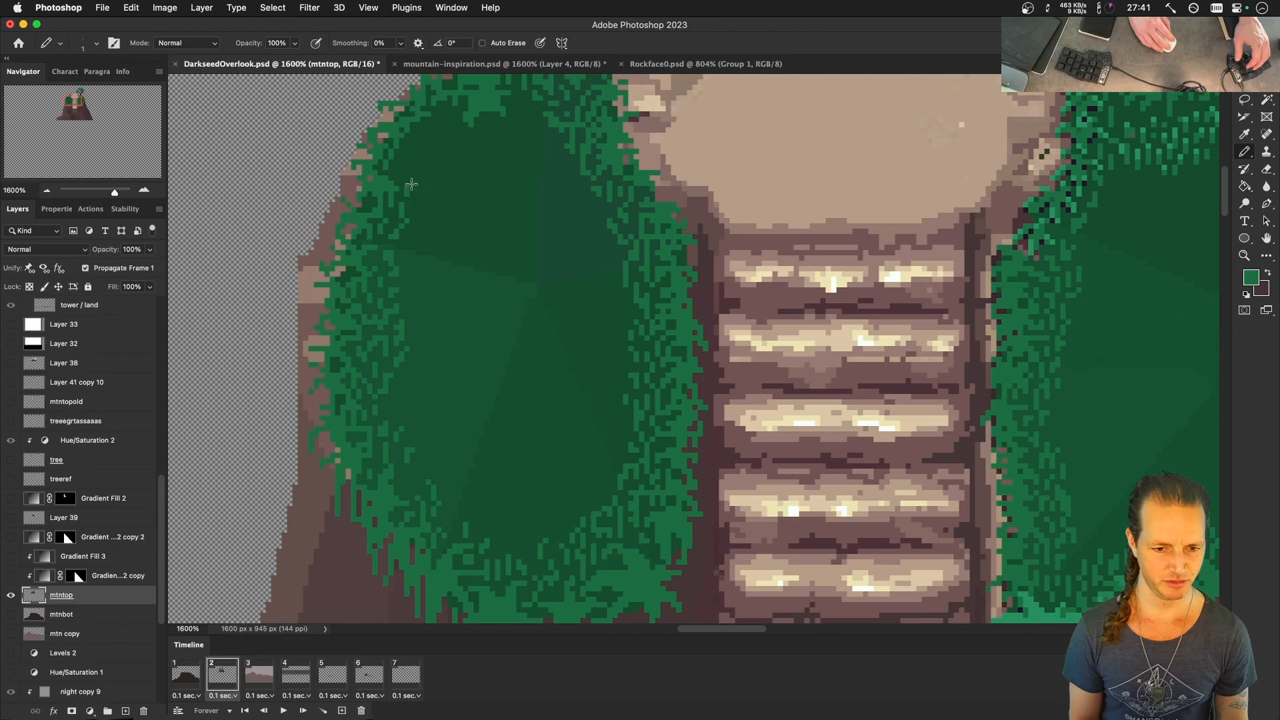 Photoshop File Edit Image Layer Type Select Filter 3D View Plugins Window Help
463 KB/s
9 KB/s
27:41
Adobe Photoshop 2023
1
Mode: Normal Opacity: 100% Smoothing: 0% 0° Auto Erase
DarkseedOverlook.psd @ 1600% (mtntop, RGB/16) * mountain-inspiration.psd @ 1600% (Layer 4, RGB/8) * Rockface0.psd @ 804% (Group 1, RGB/8)
Navigator Charact Paragra Info
1600%
Layers Properties Actions Stability
Kind
Normal Opacity: 100%
Unify: Propagate Frame 1
Lock: Fill: 100%
tower / land
Layer 33
Layer 32
Layer 36
Layer 41 copy 10
mtntopold
treeegrtassaaas
Hue/Saturation 2
tree
treeref
Gradient Fill 2
Layer 39
Gradient ...2 copy 2
Gradient Fill 3
Gradien...2 copy
mtntop
mtnbot
mtn copy
Levels 2
Hue/Saturation 1
night copy 9
1600% 1600 px x 945 px (144 ppi)
Timeline
1 2 3 4 5 6 7
0.1 sec. 0.1 sec. 0.1 sec. 0.1 sec. 0.1 sec. 0.1 sec. 0.1 sec.
Forever